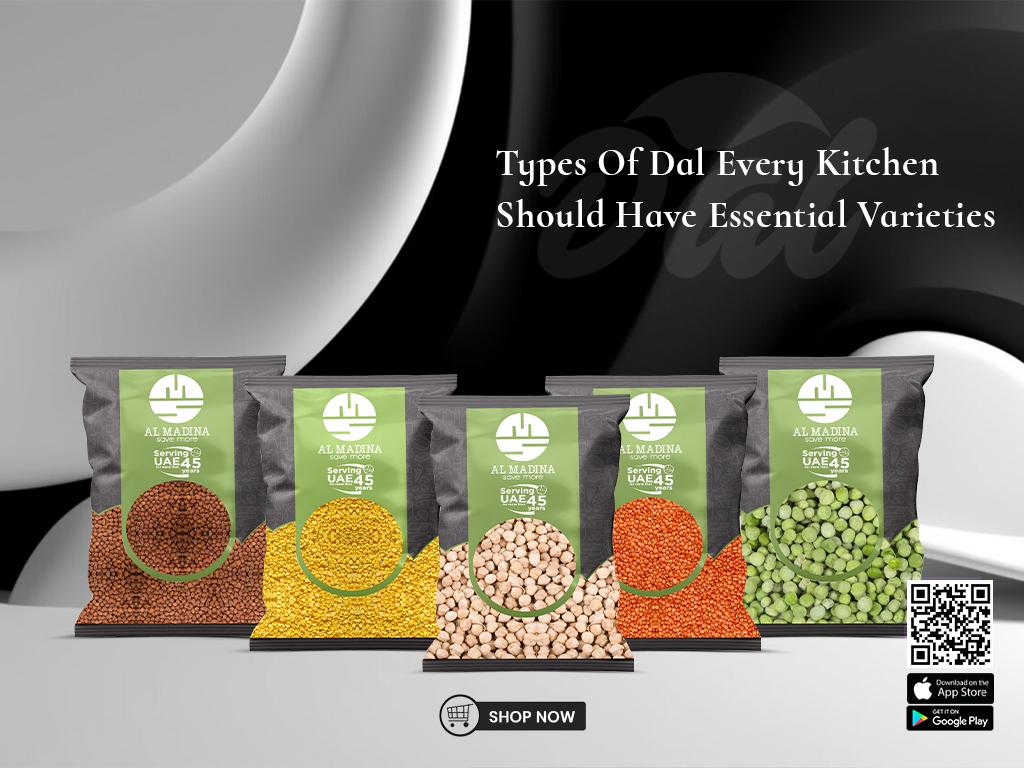 Types Of Dal Every Kitchen
Should Have Essential Varieties
Dal
AL MADINA
save more
Serving
UAE 45
years
AL MADINA
save more
Serving
UAE 45
years
AL MADINA
save more
Serving
UAE 45
years
AL MADINA
save more
Serving
UAE 45
years
AL MADINA
save more
Serving
UAE 45
years
SHOP NOW
Download on the
App Store
GET IT ON
Google Play